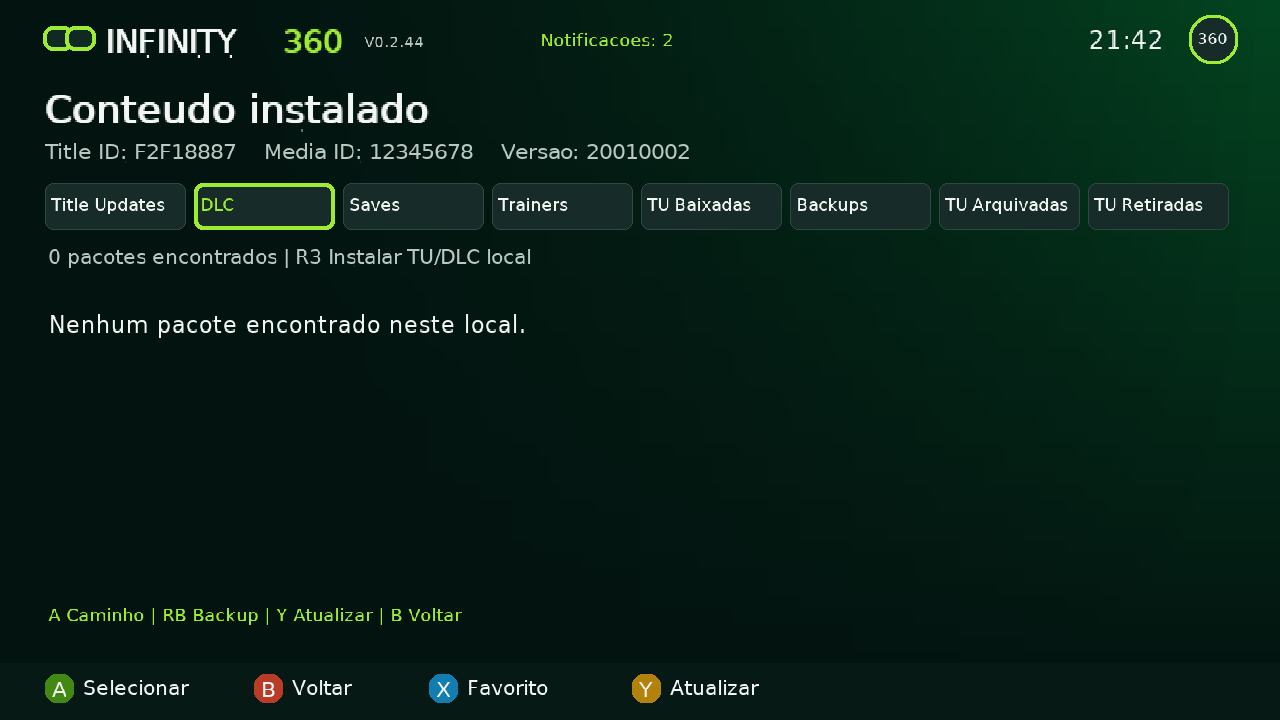 INFINITY 360 V0.2.44 Notificacoes: 2 21:42 360
Conteudo instalado
Title ID: F2F18887 Media ID: 12345678 Versao: 20010002
Title Updates DLC Saves Trainers TU Baixadas Backups TU Arquivadas TU Retiradas
0 pacotes encontrados | R3 Instalar TU/DLC local
Nenhum pacote encontrado neste local.
A Caminho | RB Backup | Y Atualizar | B Voltar
A Selecionar B Voltar X Favorito Y Atualizar